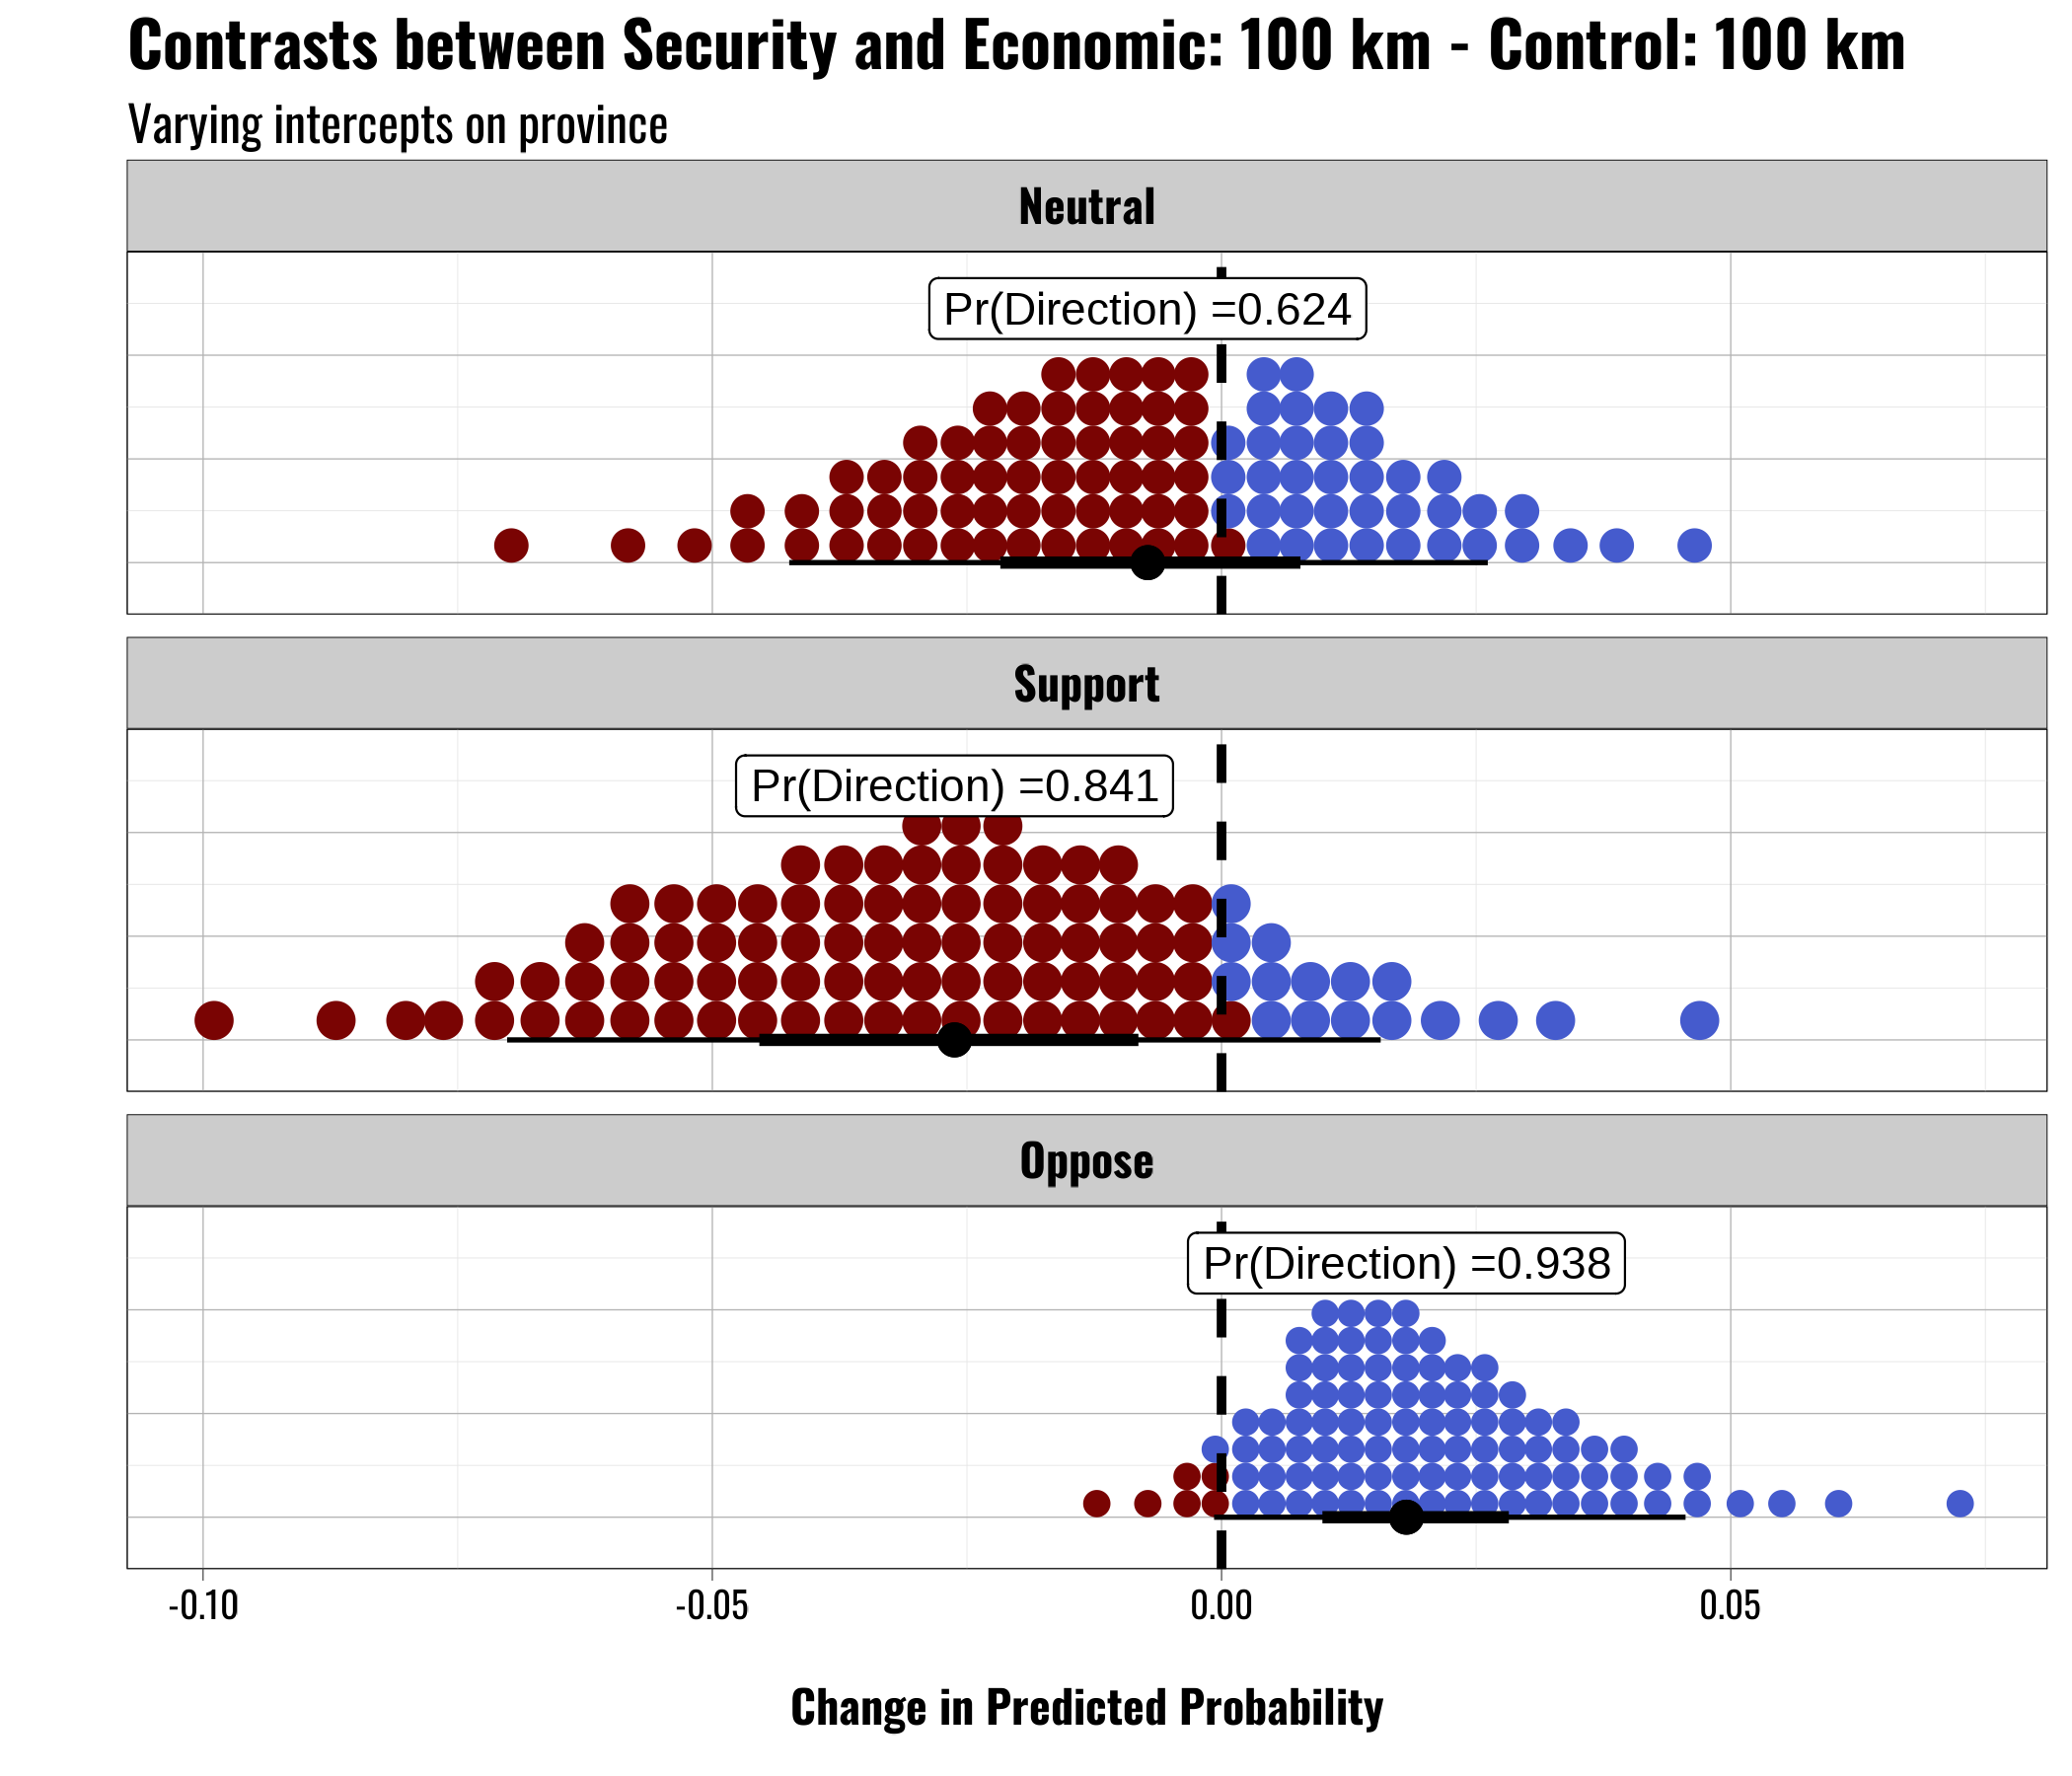 Contrasts between Security and Economic: 100 km - Control: 100 km
Varying intercepts on province
Neutral
Pr(Direction) =0.624
Support
Pr(Direction) =0.841
Oppose
Pr(Direction) =0.938
-0.10 -0.05 0.00 0.05
Change in Predicted Probability